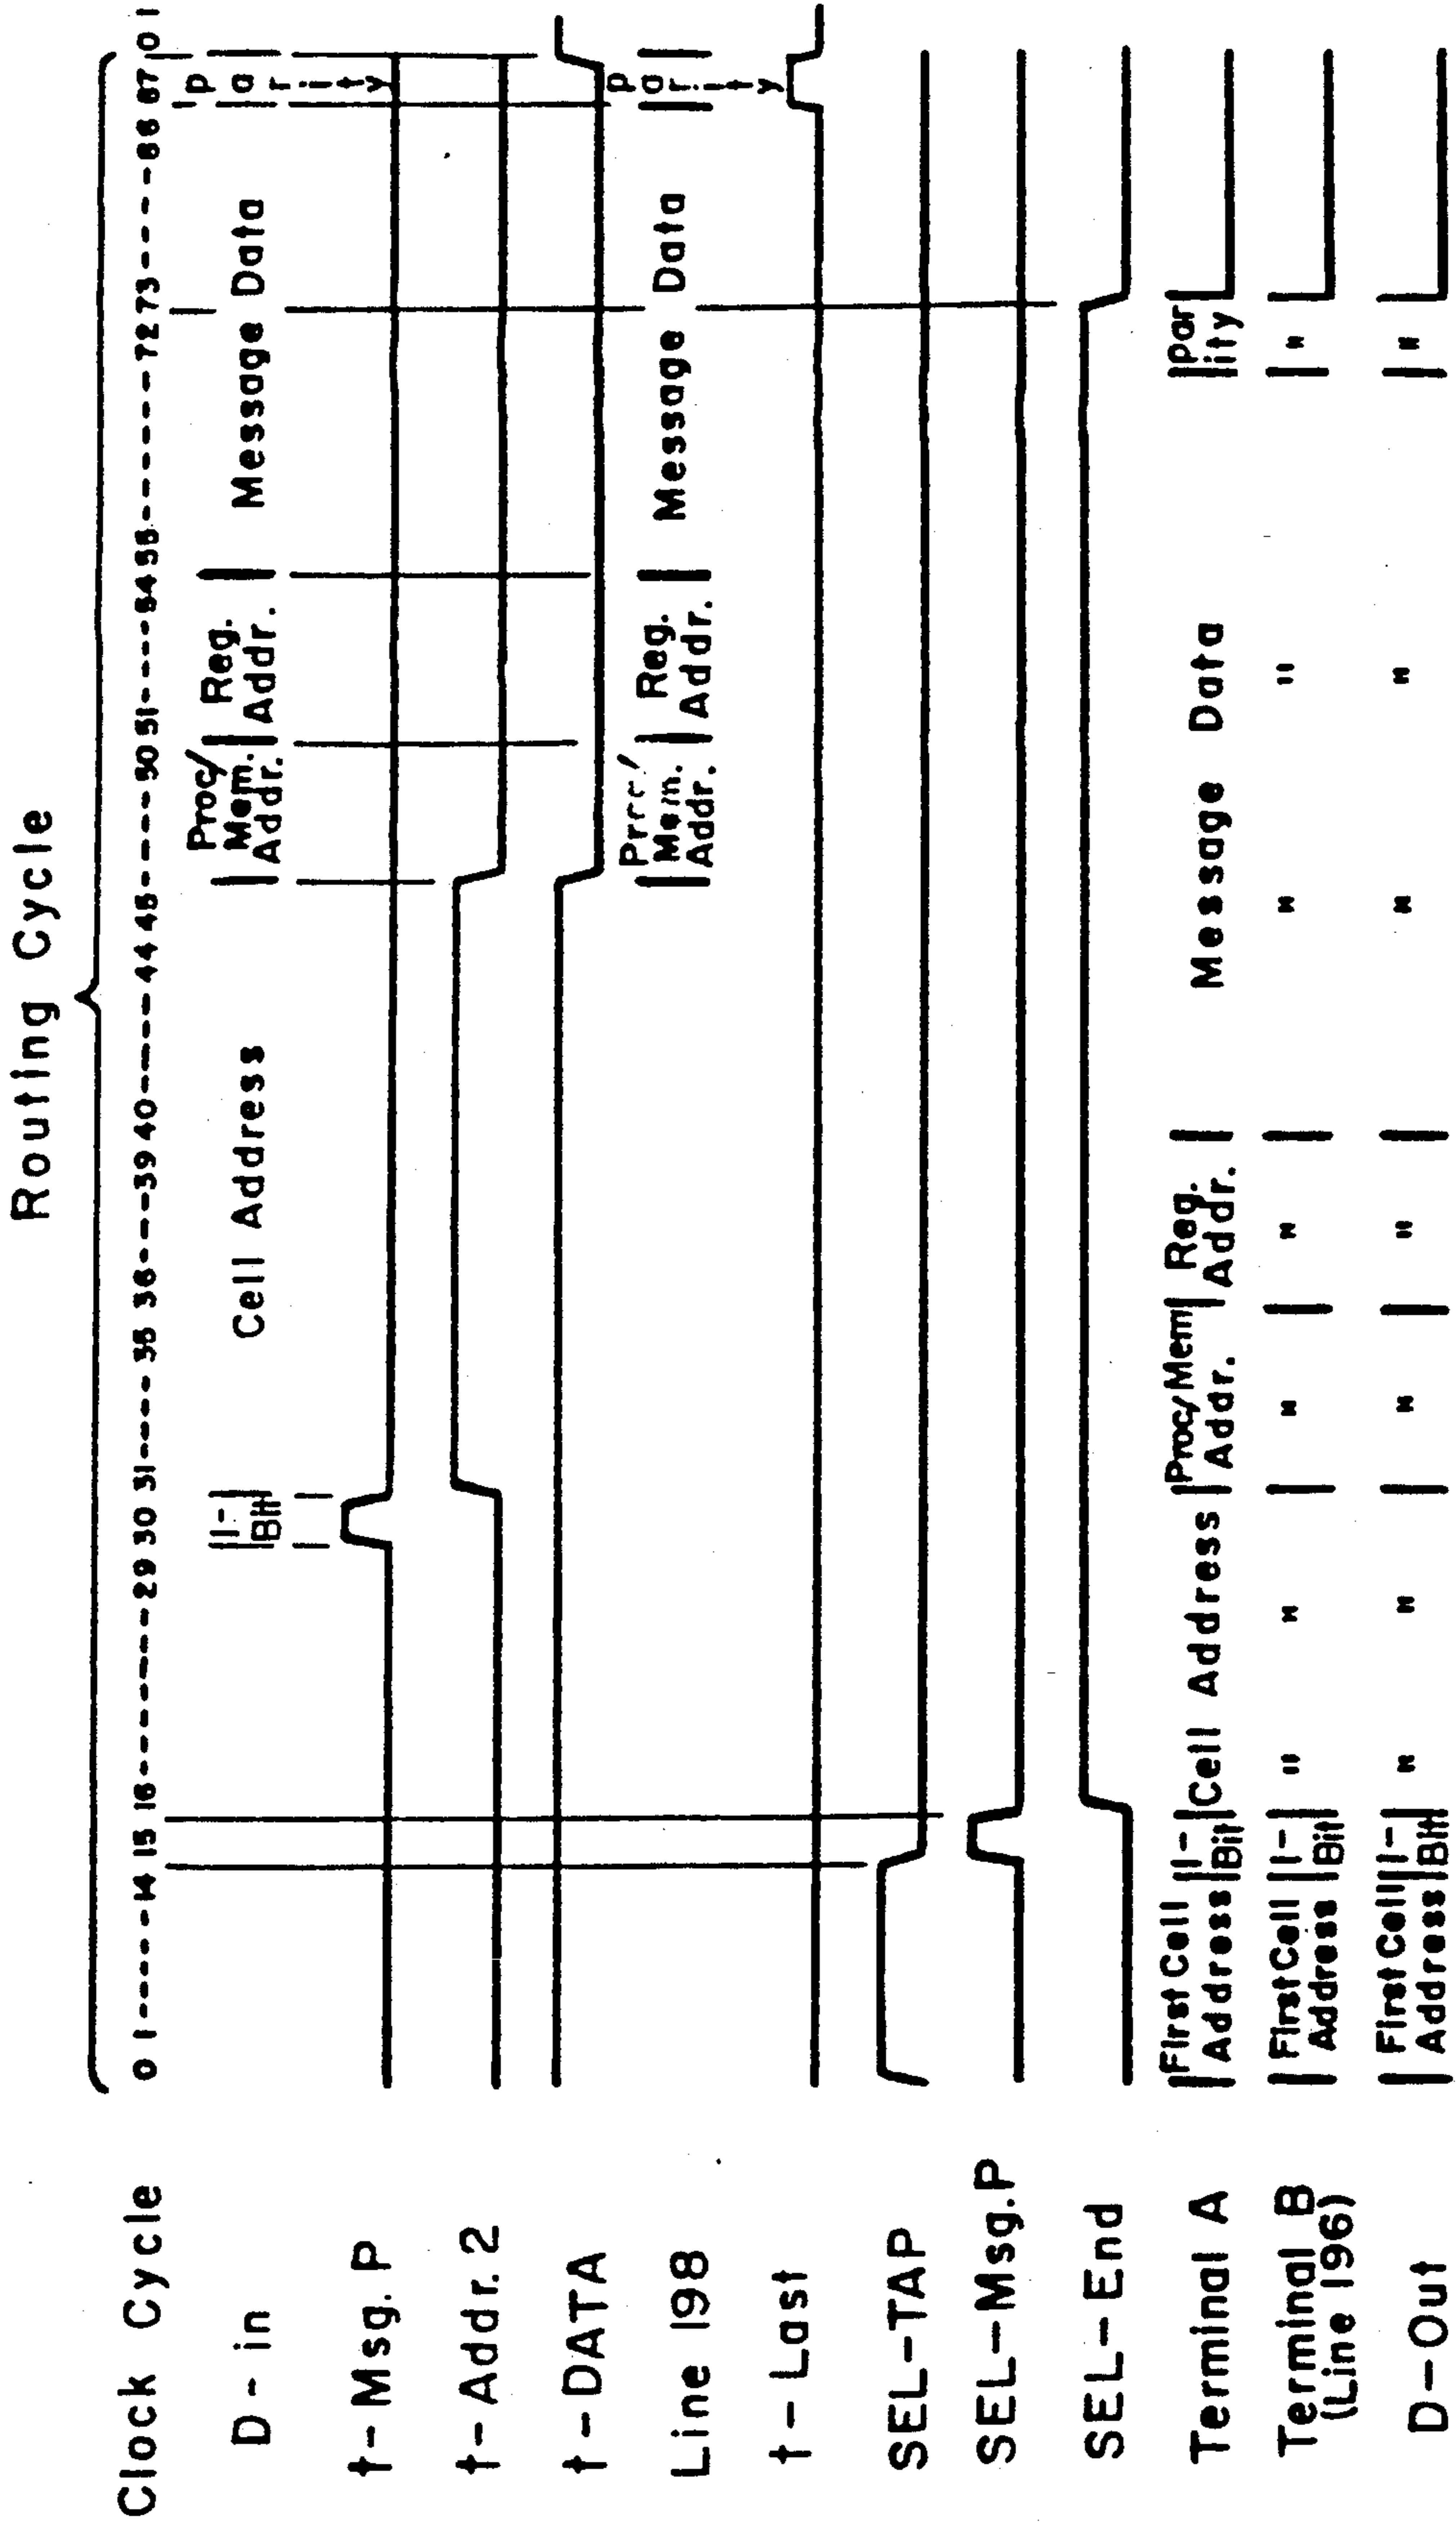 Routing Cycle
Clock Cycle 0 1----14 15 16-------29 30 31----35 36--39 40----44 45----50 51---54 55-------72 73----86 87 0 1
D-in |I-Bit| Cell Address | Proc/Mem. Addr. | Reg. Addr. | Message Data | Parity |
t-Msg. P
t-Addr. 2
t-DATA
Line 198 | Proc/Mem. Addr. | Reg. Addr. | Message Data | Parity |
t-Last
SEL-TAP
SEL-Msg.P
SEL-End
Terminal A | First Cell Address | I-Bit | Cell Address | Proc/Mem Addr. | Reg. Addr. | Message Data | Parity |
Terminal B (Line 196) | First Cell Address | I-Bit | " " | " | " | " " | " |
D-Out | First Cell Address | I-Bit | " " | " | " | " " | " |